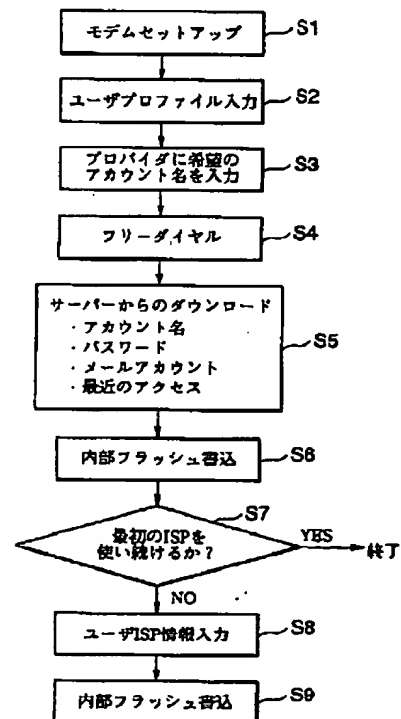 モデムセットアップ
S1
ユーザプロファイル入力
S2
プロバイダに希望の
アカウント名を入力
S3
フリーダイヤル
S4
サーバーからのダウンロード
・アカウント名
・パスワード
・メールアカウント
・最近のアクセス
S5
内部フラッシュ書込
S6
S7
最初のISPを
使い続けるか?
YES
終了
NO
ユーザISP情報入力
S8
内部フラッシュ書込
S9